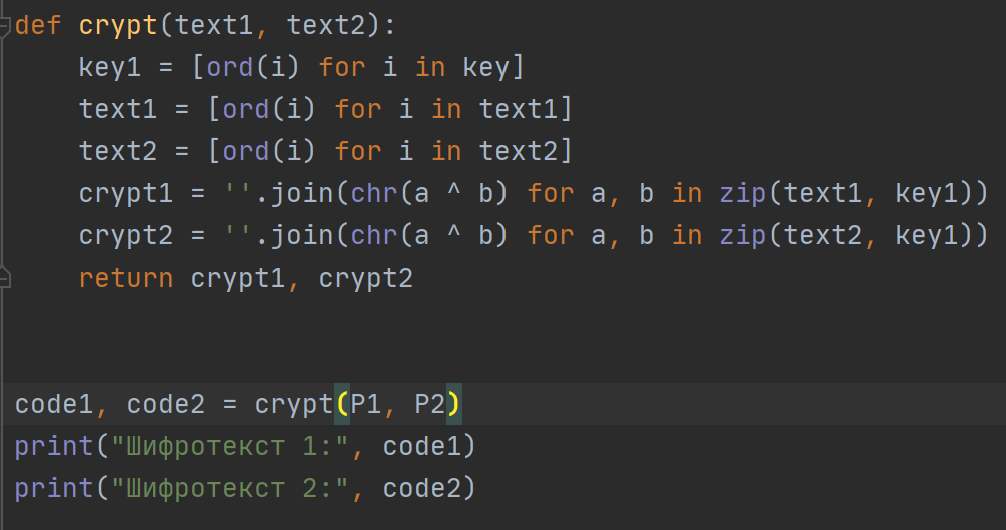 def crypt(text1, text2):
    key1 = [ord(i) for i in key]
    text1 = [ord(i) for i in text1]
    text2 = [ord(i) for i in text2]
    crypt1 = ''.join(chr(a ^ b) for a, b in zip(text1, key1))
    crypt2 = ''.join(chr(a ^ b) for a, b in zip(text2, key1))
    return crypt1, crypt2
code1, code2 = crypt(P1, P2)
print("Шифротекст 1:", code1)
print("Шифротекст 2:", code2)